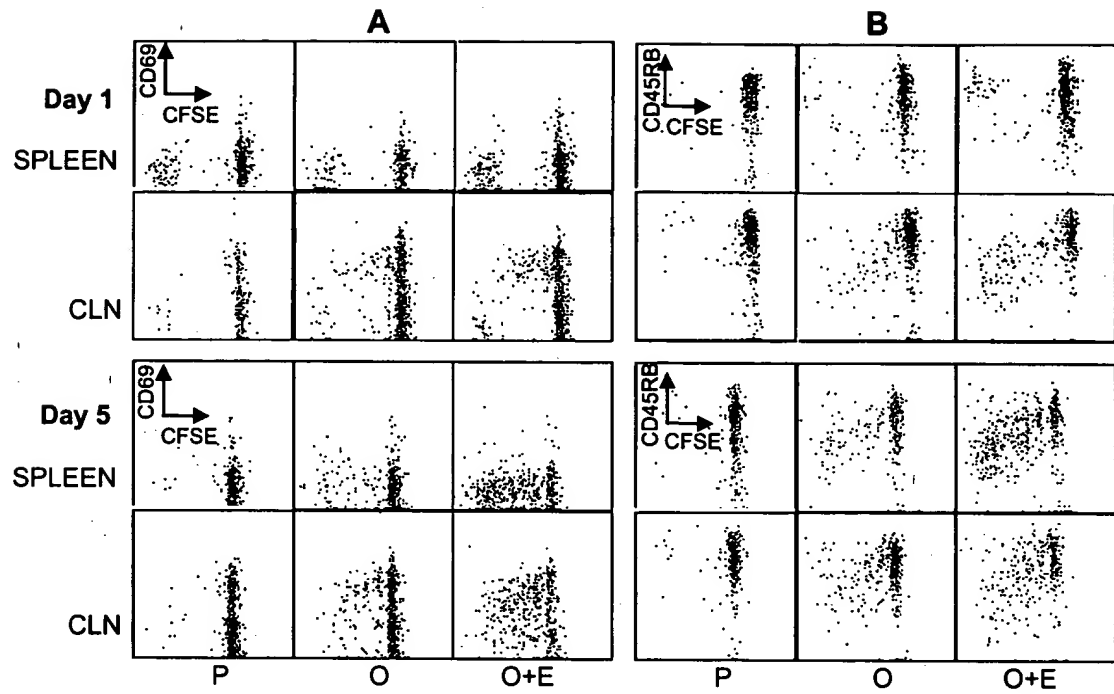 A
B
CD69
CFSE
CD45RB
CFSE
Day 1
SPLEEN
CLN
CD69
CFSE
CD45RB
CFSE
Day 5
SPLEEN
CLN
P
O
O+E
P
O
O+E